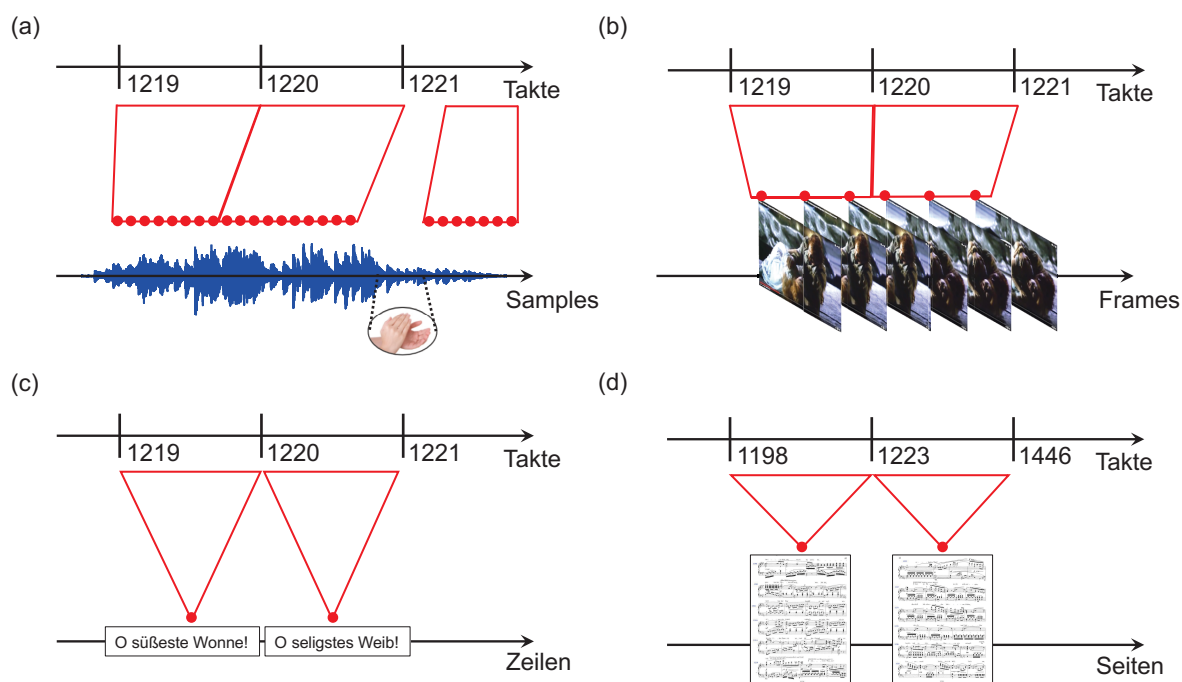 (a)
1219 1220 1221
Takte
Samples
(b)
1219 1220 1221
Takte
Frames
(c)
1219 1220 1221
Takte
O süßeste Wonne! O seligstes Weib!
Zeilen
(d)
1198 1223 1446
Takte
Seiten